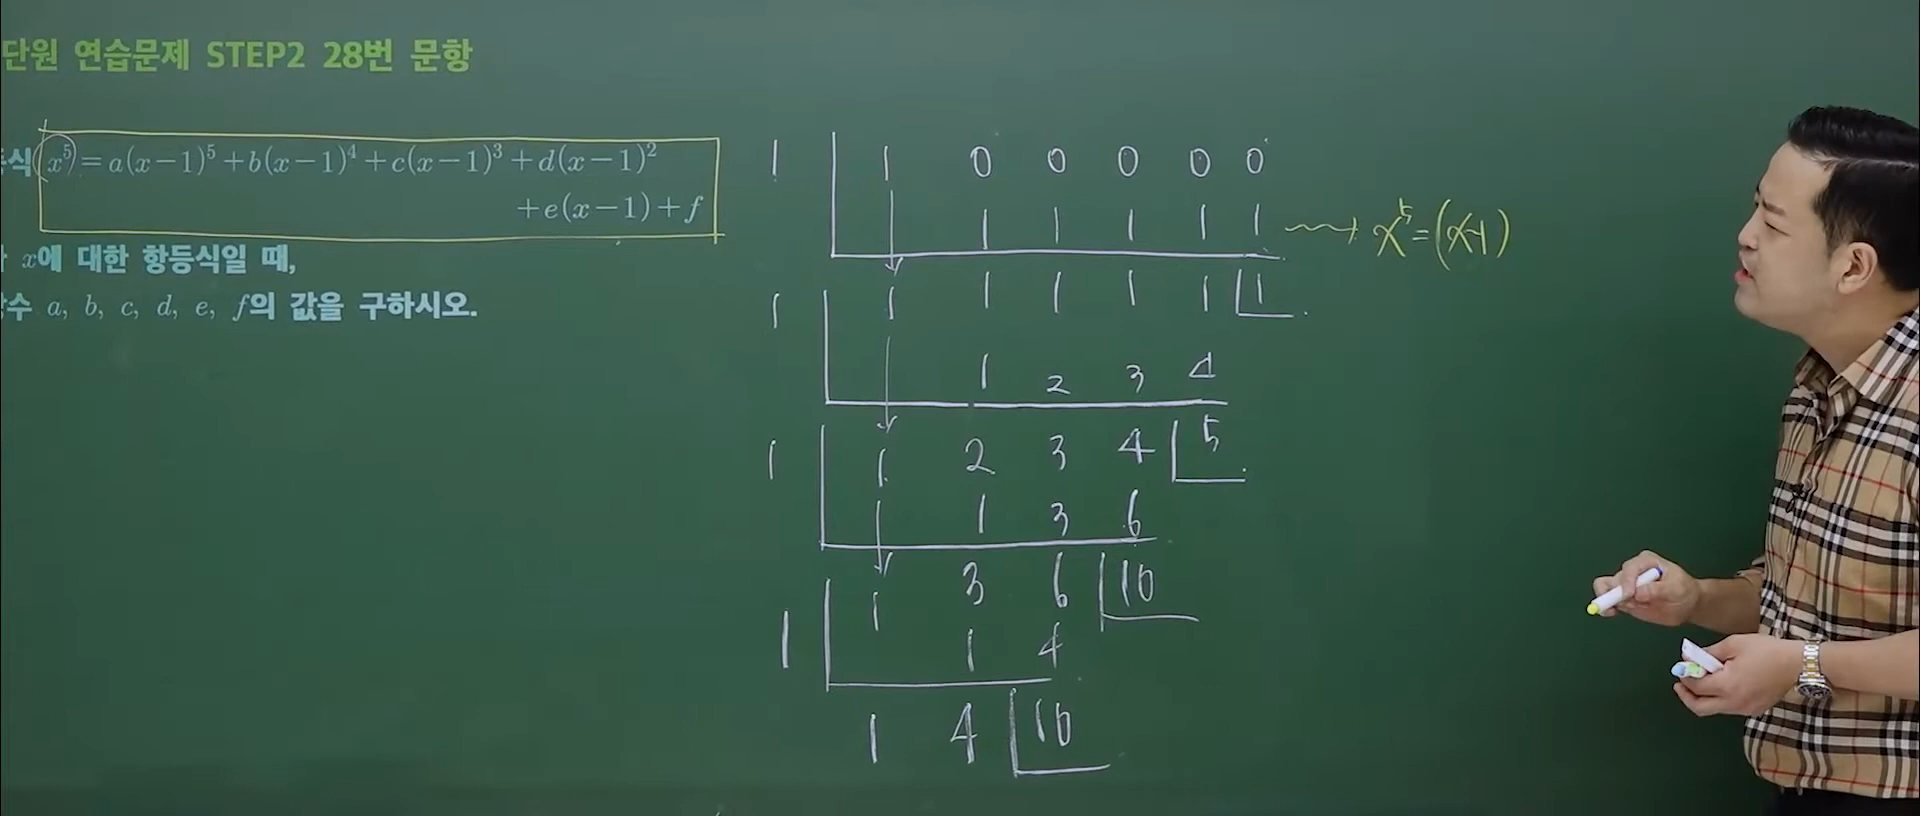 단원 연습문제 STEP2 28번 문항
식 x⁵=a(x−1)⁵+b(x−1)⁴+c(x−1)³+d(x−1)²
+e(x−1)+f
x에 대한 항등식일 때,
수 a, b, c, d, e, f의 값을 구하시오.
1 1 0 0 0 0 0
1 1 1 1 1
1 1 1 1 1 1 1
1 2 3 4
1 1 2 3 4 5
1 3 6
1 3 6 10
1 1 4
1 4 10
x⁵=(x-1)